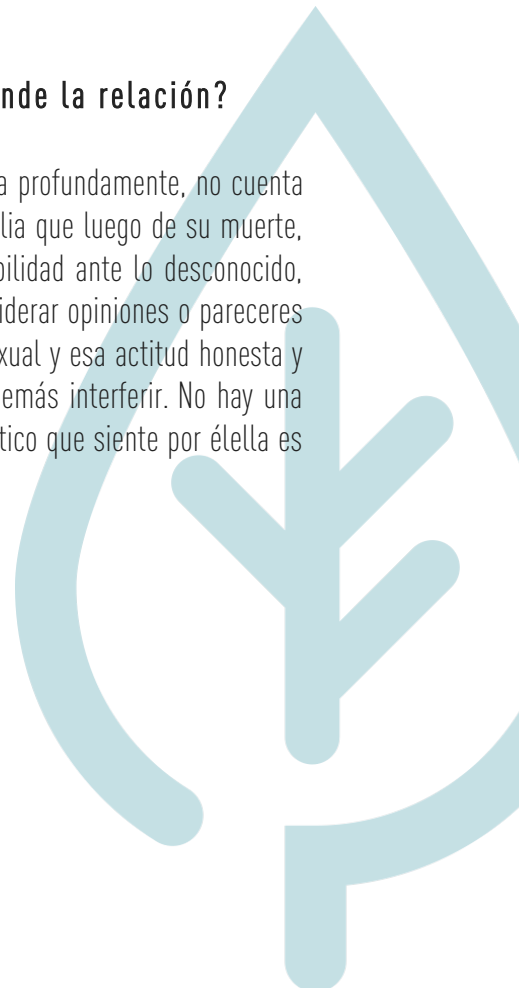 nde la relación?
a profundamente, no cuenta
lia que luego de su muerte,
bilidad ante lo desconocido,
iderar opiniones o pareceres
xual y esa actitud honesta y
emás interferir. No hay una
tico que siente por élella es